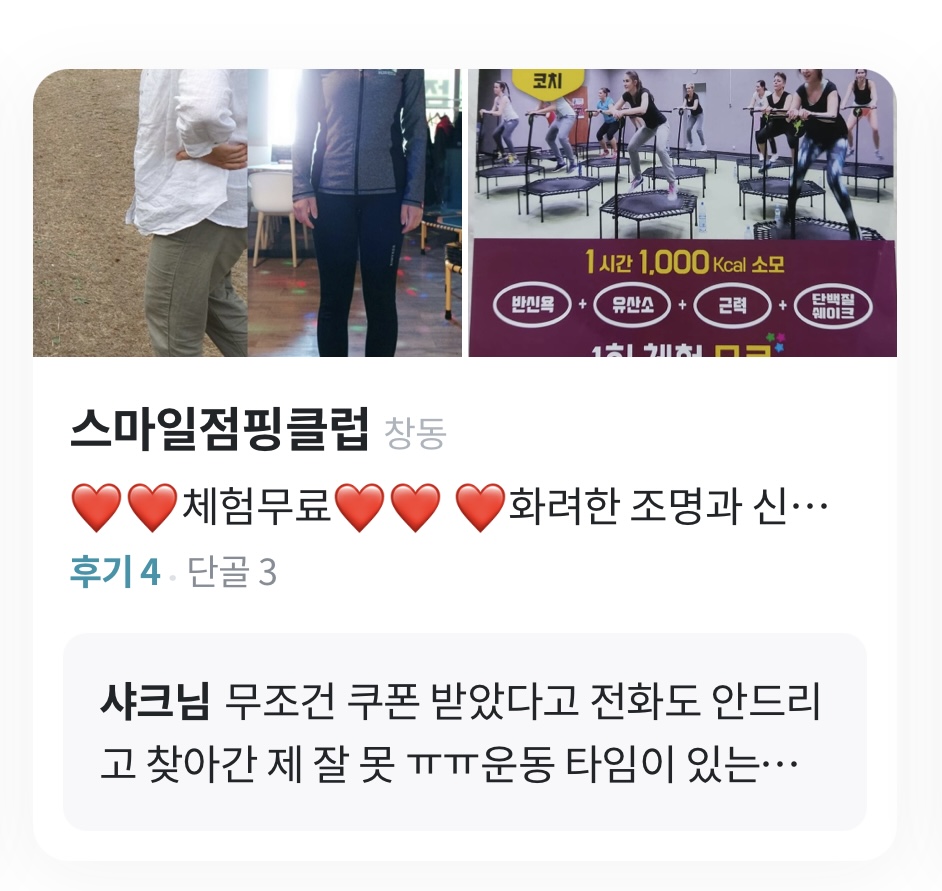 코치
1시간 1,000 Kcal 소모
반신욕 + 유산소 + 근력 + 단백질 쉐이크
1회 체험 무료
스마일점핑클럽 창동
❤️❤️체험무료❤️❤️ ❤️화려한 조명과 신…
후기 4 · 단골 3
샤크님 무조건 쿠폰 받았다고 전화도 안드리
고 찾아간 제 잘 못 ㅠㅠ운동 타임이 있는…